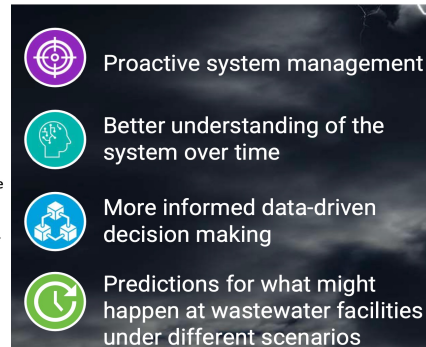 Proactive system management
Better understanding of the
system over time
More informed data-driven
decision making
Predictions for what might
happen at wastewater facilities
under different scenarios